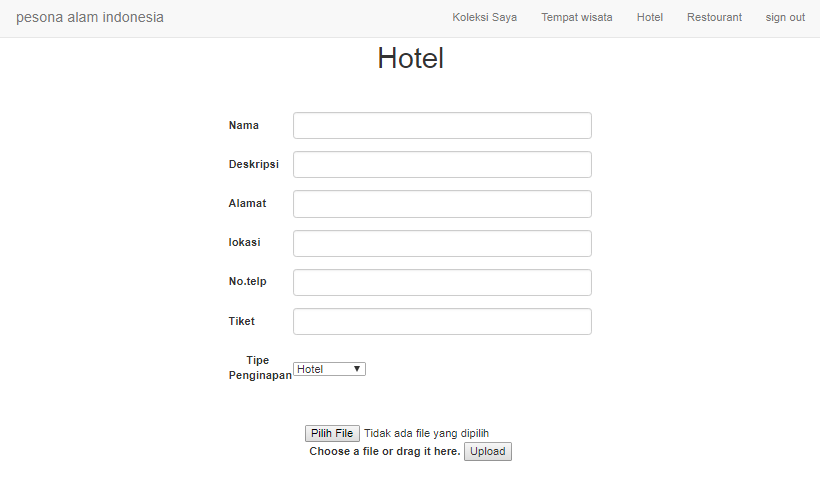 pesona alam indonesia Koleksi Saya Tempat wisata Hotel Restourant sign out
Hotel
Nama
Deskripsi
Alamat
lokasi
No.telp
Tiket
Tipe
Penginapan Hotel
Pilih File Tidak ada file yang dipilih
Choose a file or drag it here. Upload